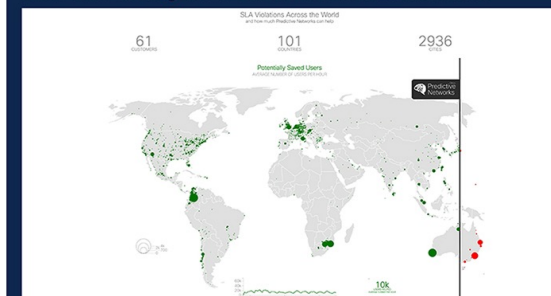 SLA Violations Across the World
and how much Predictive Networks can help
61
CUSTOMERS
101
COUNTRIES
2936
CITIES
Potentially Saved Users
AVERAGE NUMBER OF USERS PER HOUR
Predictive
Networks
10k